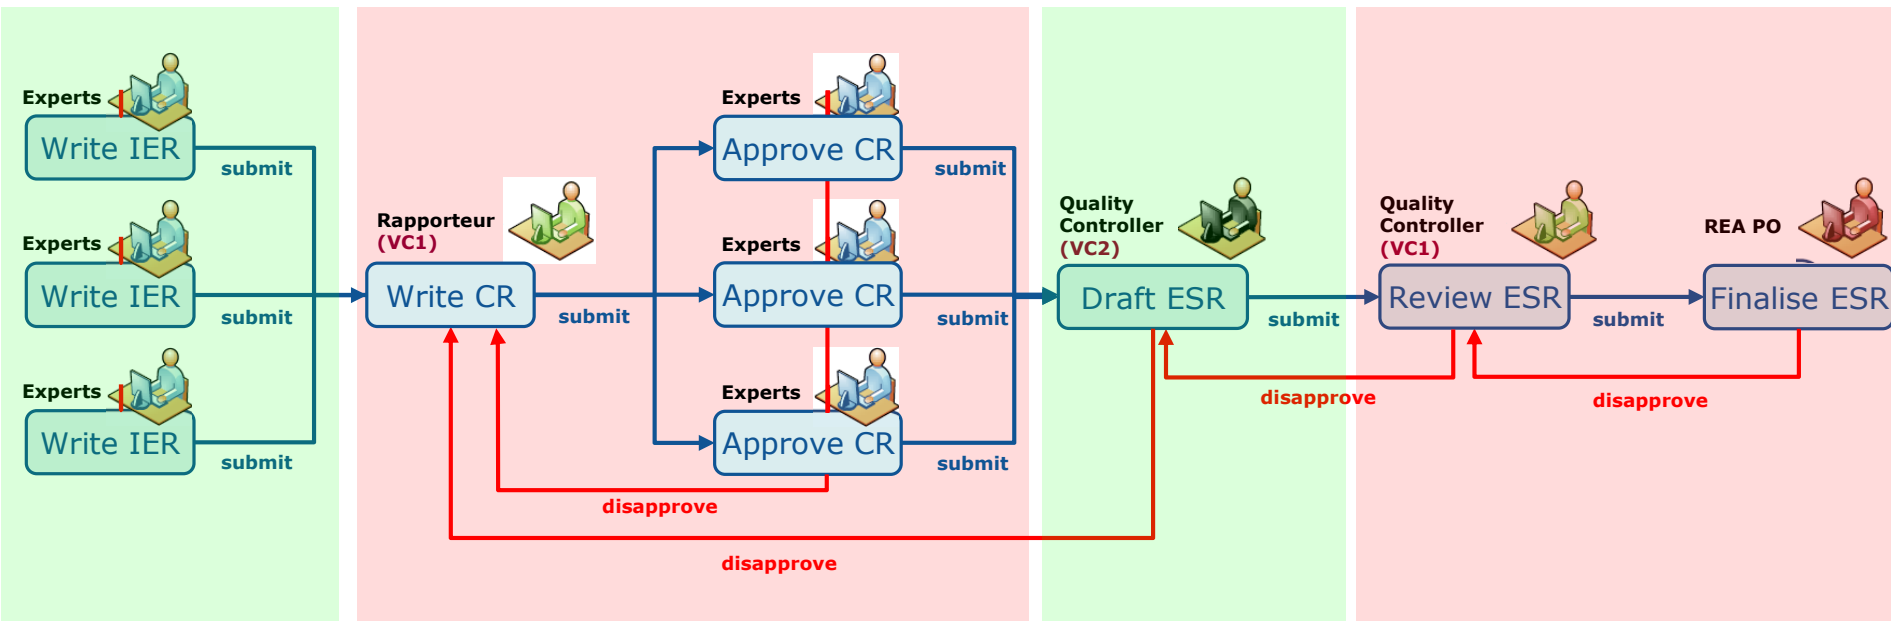 Experts
Write IER
submit
Experts
Write IER
submit
Experts
Write IER
submit
Rapporteur
(VC1)
Write CR
submit
Experts
Approve CR
submit
Experts
Approve CR
submit
Experts
Approve CR
submit
disapprove
disapprove
Quality
Controller
(VC2)
Draft ESR
submit
Quality
Controller
(VC1)
Review ESR
submit
disapprove
REA PO
Finalise ESR
disapprove